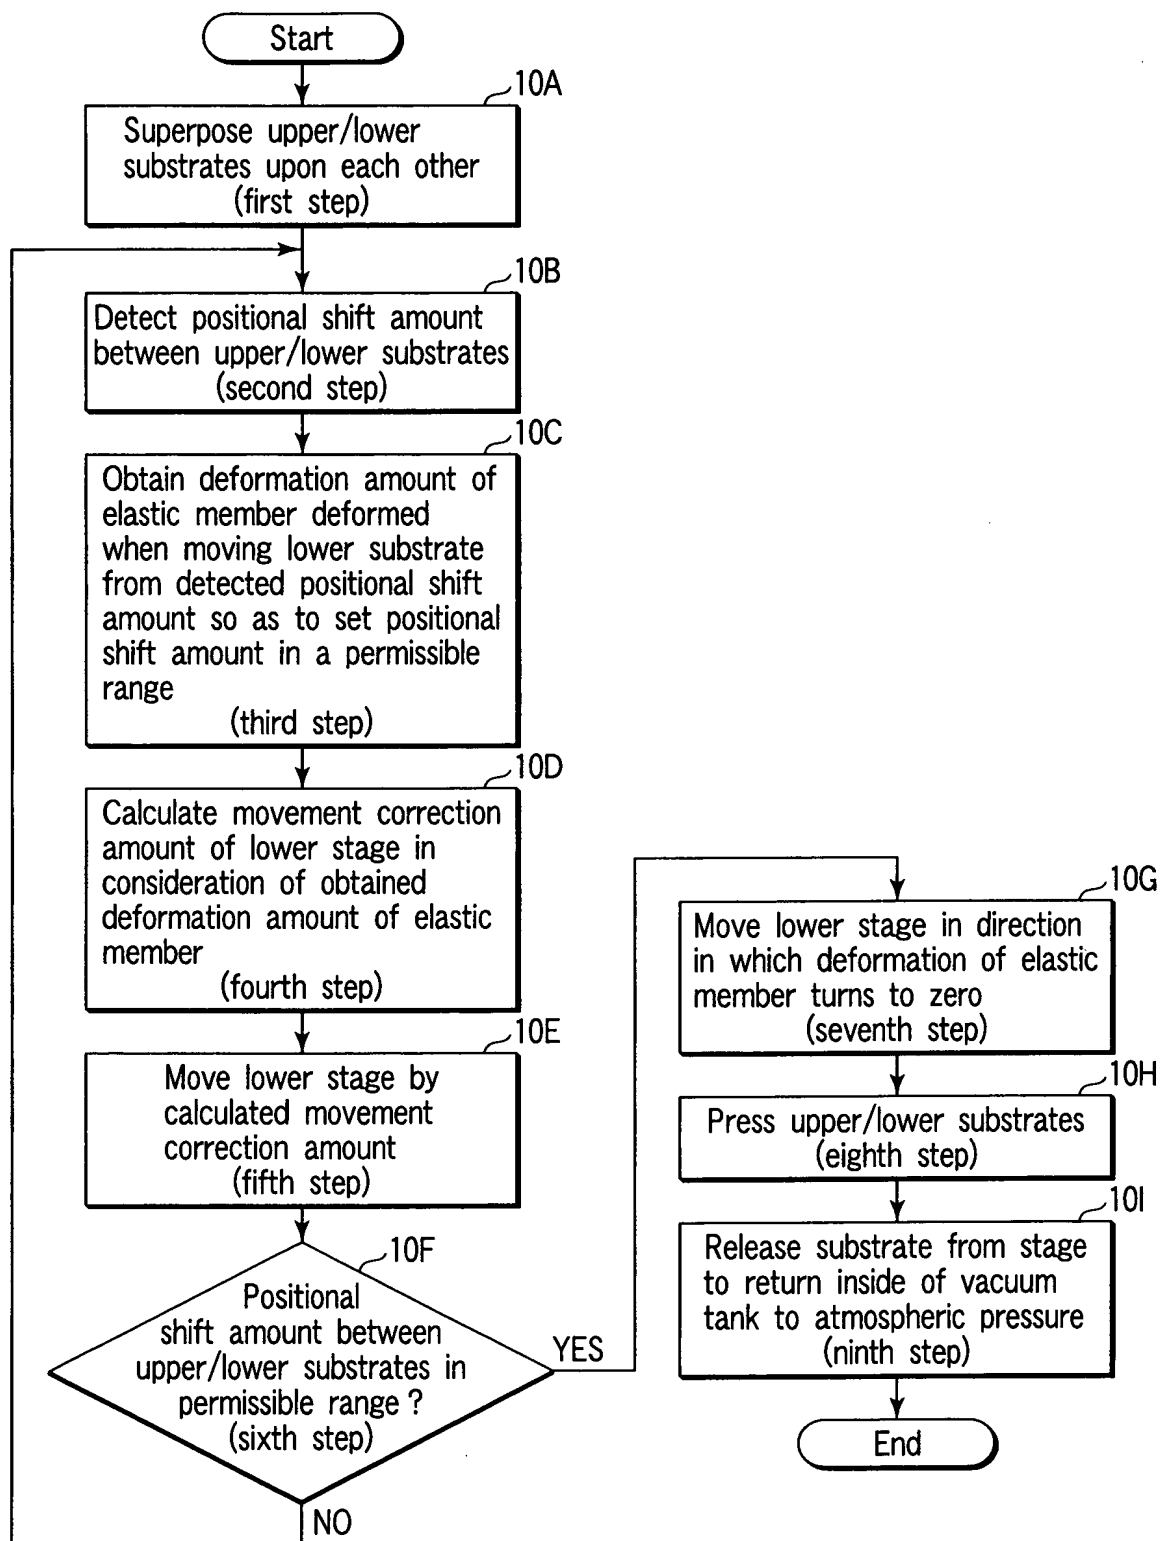 Start
10A
Superpose upper/lower
substrates upon each other
(first step)
10B
Detect positional shift amount
between upper/lower substrates
(second step)
10C
Obtain deformation amount of
elastic member deformed
when moving lower substrate
from detected positional shift
amount so as to set positional
shift amount in a permissible
range
(third step)
10D
Calculate movement correction
amount of lower stage in
consideration of obtained
deformation amount of elastic
member
(fourth step)
10E
Move lower stage by
calculated movement
correction amount
(fifth step)
10F
Positional
shift amount between
upper/lower substrates in
permissible range ?
(sixth step)
YES
NO
10G
Move lower stage in direction
in which deformation of elastic
member turns to zero
(seventh step)
10H
Press upper/lower substrates
(eighth step)
10I
Release substrate from stage
to return inside of vacuum
tank to atmospheric pressure
(ninth step)
End